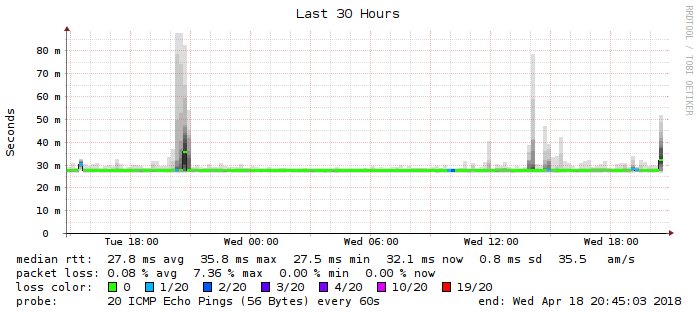 Last 30 Hours
RRDTOOL / TOBI OETIKER
Seconds
80 m
70 m
60 m
50 m
40 m
30 m
20 m
10 m
0
Tue 18:00 Wed 00:00 Wed 06:00 Wed 12:00 Wed 18:00
median rtt: 27.8 ms avg 35.8 ms max 27.5 ms min 32.1 ms now 0.8 ms sd 35.5 am/s
packet loss: 0.08 % avg 7.36 % max 0.00 % min 0.00 % now
loss color: 0 1/20 2/20 3/20 4/20 10/20 19/20
probe: 20 ICMP Echo Pings (56 Bytes) every 60s end: Wed Apr 18 20:45:03 2018